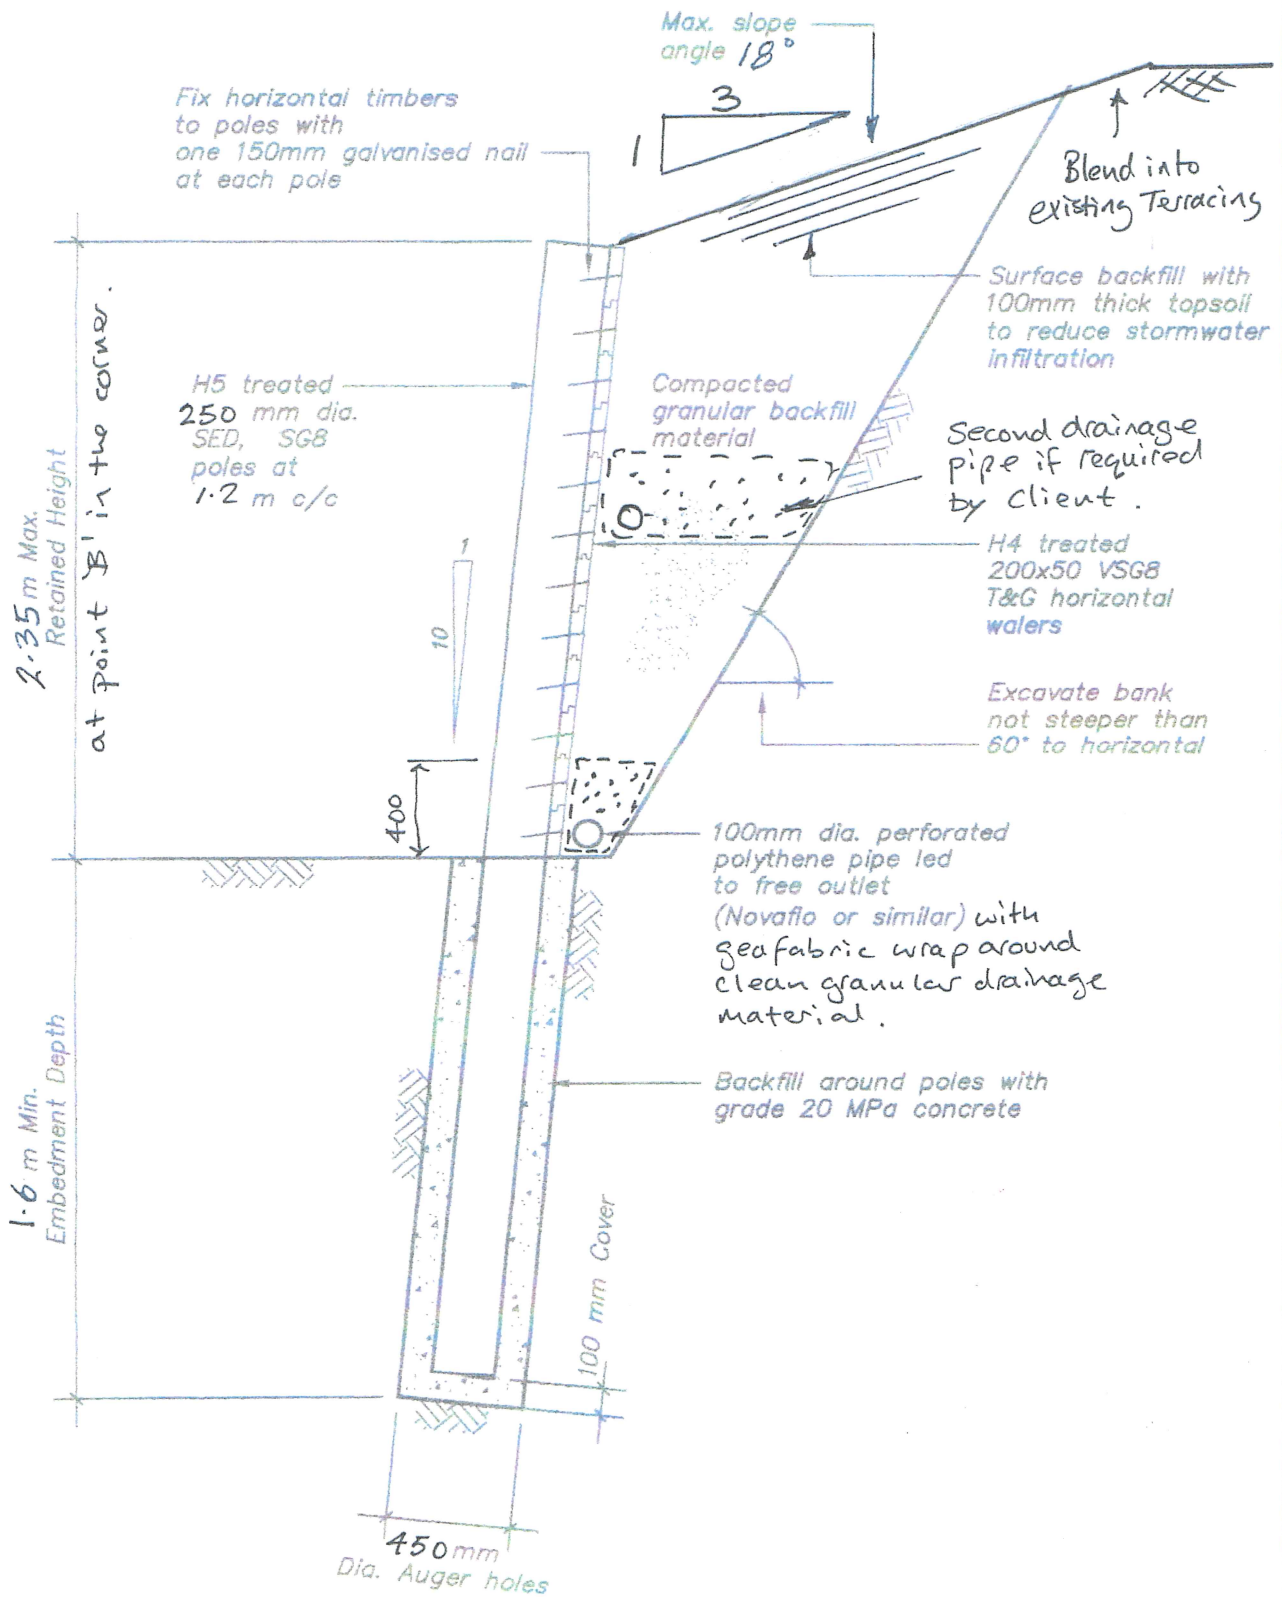 Max. slope
angle 18°
3
1
Fix horizontal timbers
to poles with
one 150mm galvanised nail
at each pole
Blend into
existing Terracing
Surface backfill with
100mm thick topsoil
to reduce stormwater
infiltration
H5 treated
250 mm dia.
SED, SG8
poles at
1.2 m c/c
Compacted
granular backfill
material
Second drainage
pipe if required
by Client.
2.35 m Max.
Retained Height
at point 'B' in the corner.
1
10
H4 treated
200x50 VSG8
T&G horizontal
walers
Excavate bank
not steeper than
60° to horizontal
400
100mm dia. perforated
polythene pipe led
to free outlet
(Novaflo or similar) with
geofabric wrap around
clean granular drainage
material.
1.6 m Min.
Embedment Depth
Backfill around poles with
grade 20 MPa concrete
100 mm Cover
450 mm
Dia. Auger holes